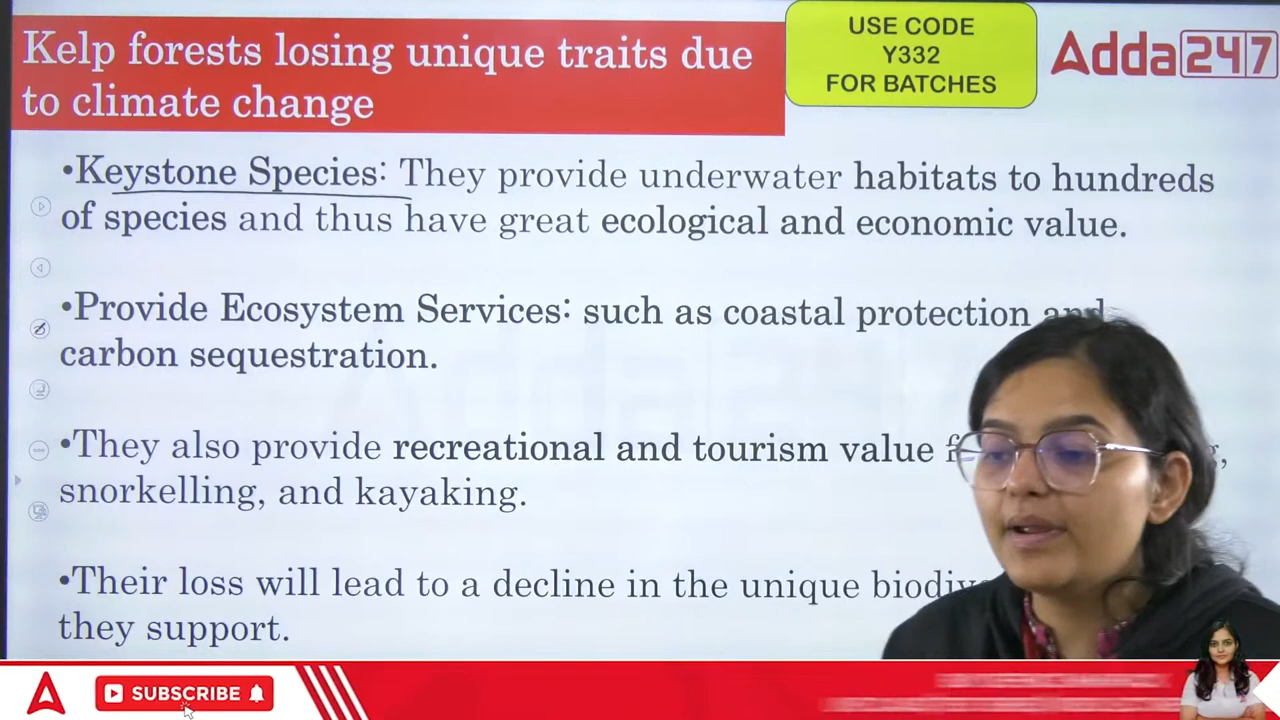 Kelp forests losing unique traits due
to climate change
USE CODE
Y332
FOR BATCHES
Adda247
•Keystone Species: They provide underwater habitats to hundreds
of species and thus have great ecological and economic value.
•Provide Ecosystem Services: such as coastal protection and
carbon sequestration.
•They also provide recreational and tourism value
snorkelling, and kayaking.
•Their loss will lead to a decline in the unique
they support.
SUBSCRIBE